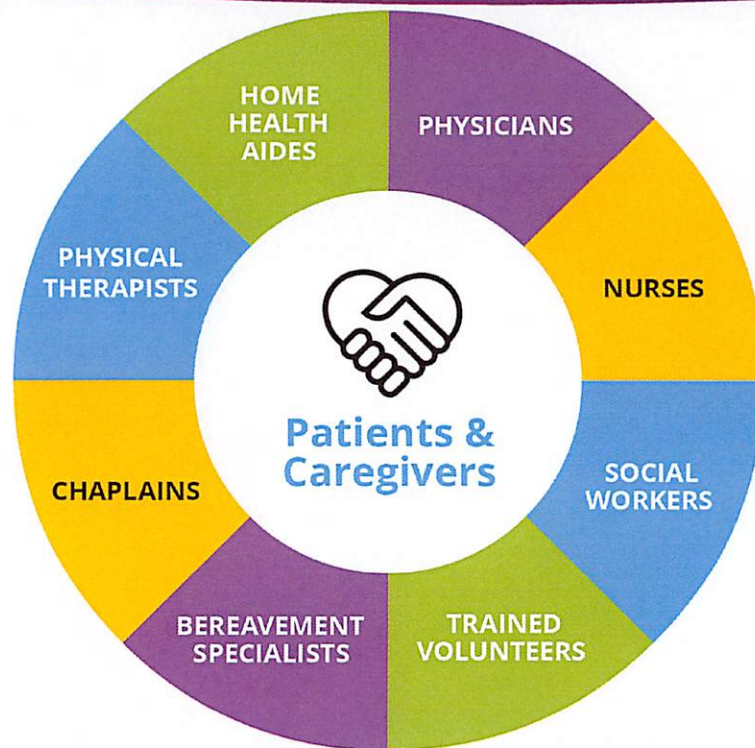 HOME
HEALTH
AIDES
PHYSICIANS
NURSES
SOCIAL
WORKERS
TRAINED
VOLUNTEERS
BEREAVEMENT
SPECIALISTS
CHAPLAINS
PHYSICAL
THERAPISTS
Patients &
Caregivers